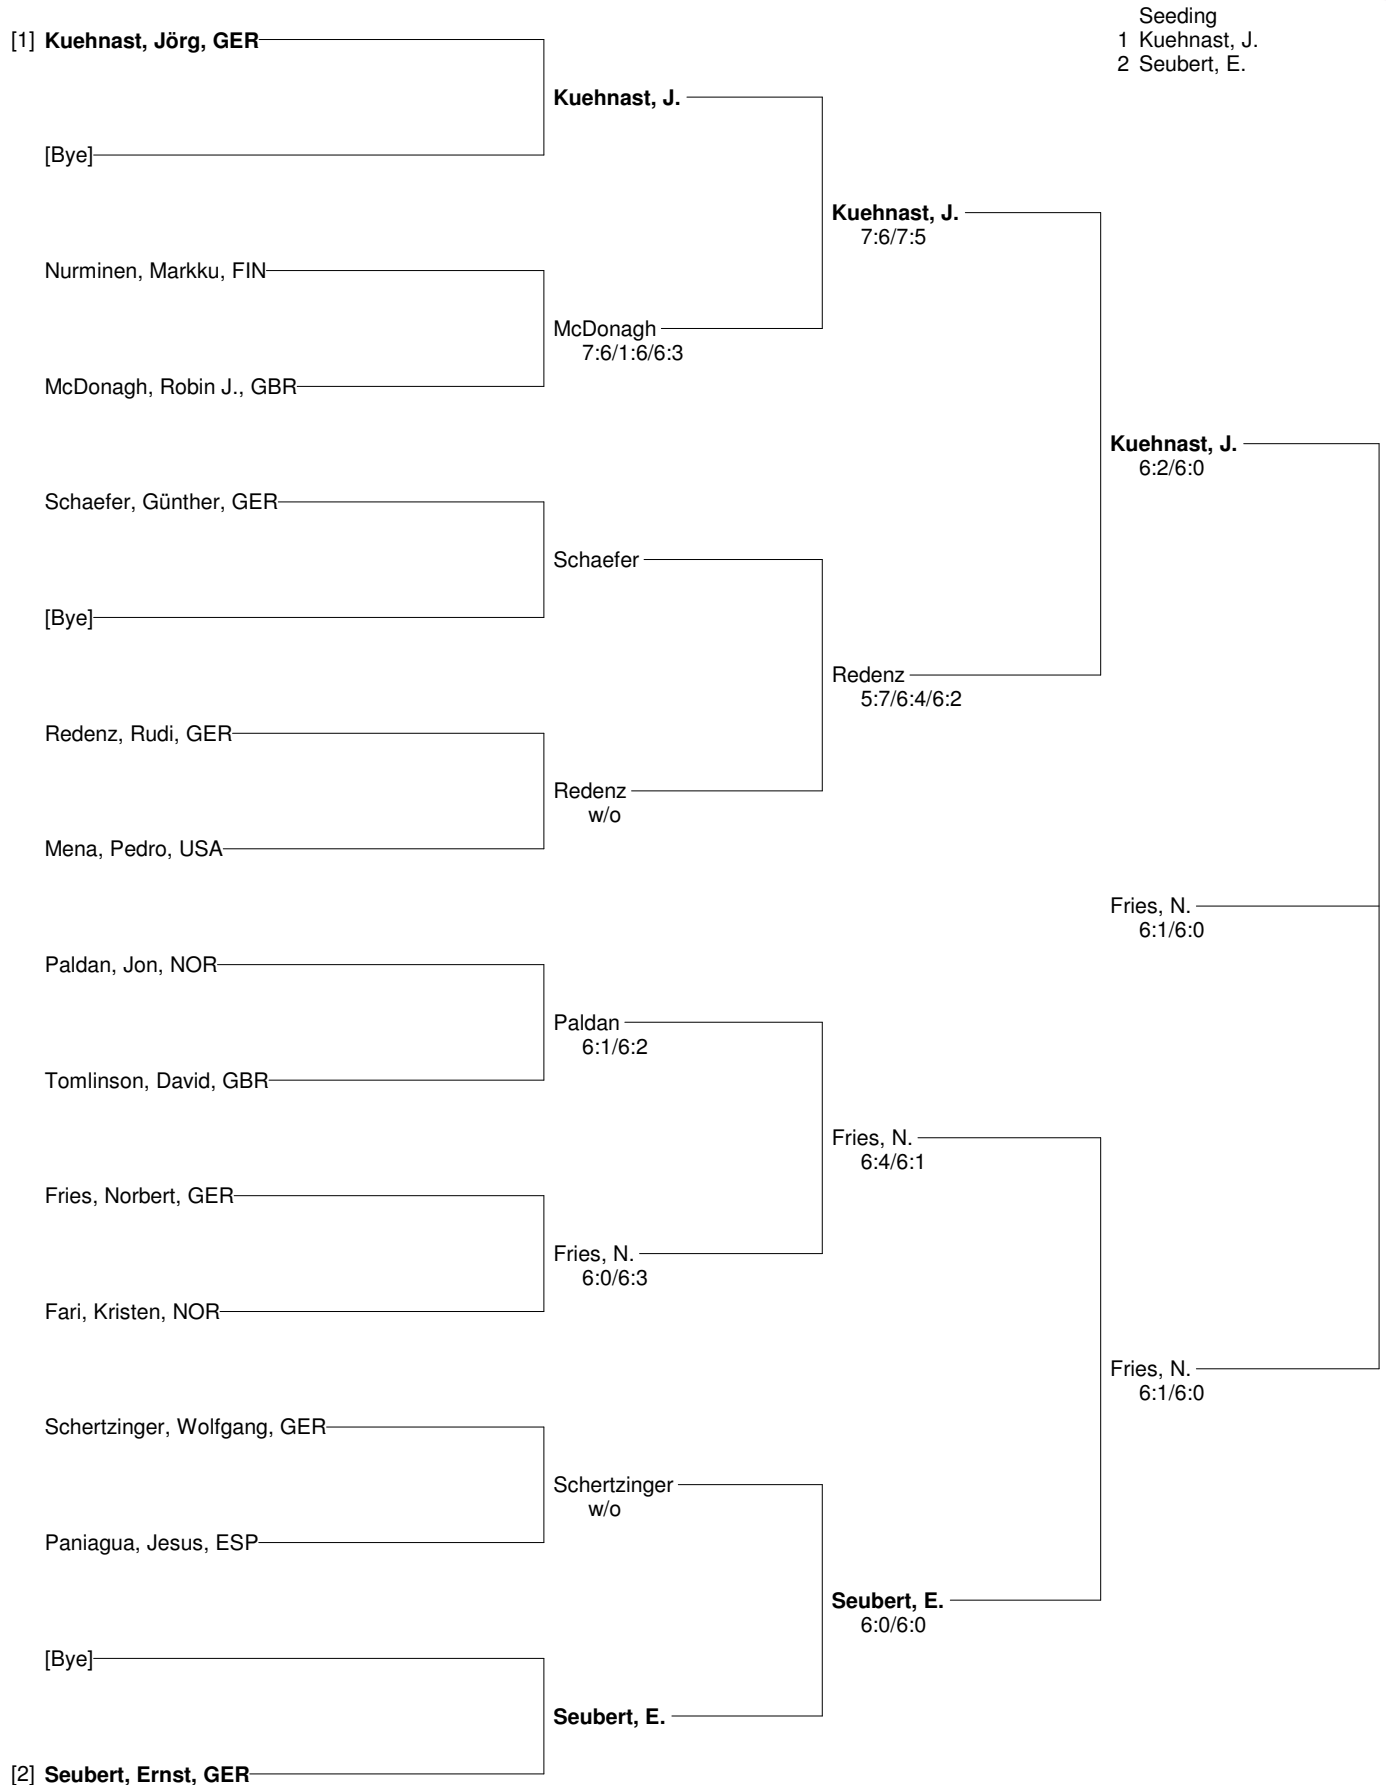 Seeding
1 Kuehnast, J.
2 Seubert, E.
[1] Kuehnast, Jörg, GER
Kuehnast, J.
[Bye]
Kuehnast, J.
7:6/7:5
Nurminen, Markku, FIN
McDonagh
7:6/1:6/6:3
McDonagh, Robin J., GBR
Kuehnast, J.
6:2/6:0
Schaefer, Günther, GER
Schaefer
[Bye]
Redenz
5:7/6:4/6:2
Redenz, Rudi, GER
Redenz
w/o
Mena, Pedro, USA
Fries, N.
6:1/6:0
Paldan, Jon, NOR
Paldan
6:1/6:2
Tomlinson, David, GBR
Fries, N.
6:4/6:1
Fries, Norbert, GER
Fries, N.
6:0/6:3
Fari, Kristen, NOR
Fries, N.
6:1/6:0
Schertzinger, Wolfgang, GER
Schertzinger
w/o
Paniagua, Jesus, ESP
Seubert, E.
6:0/6:0
[Bye]
Seubert, E.
[2] Seubert, Ernst, GER